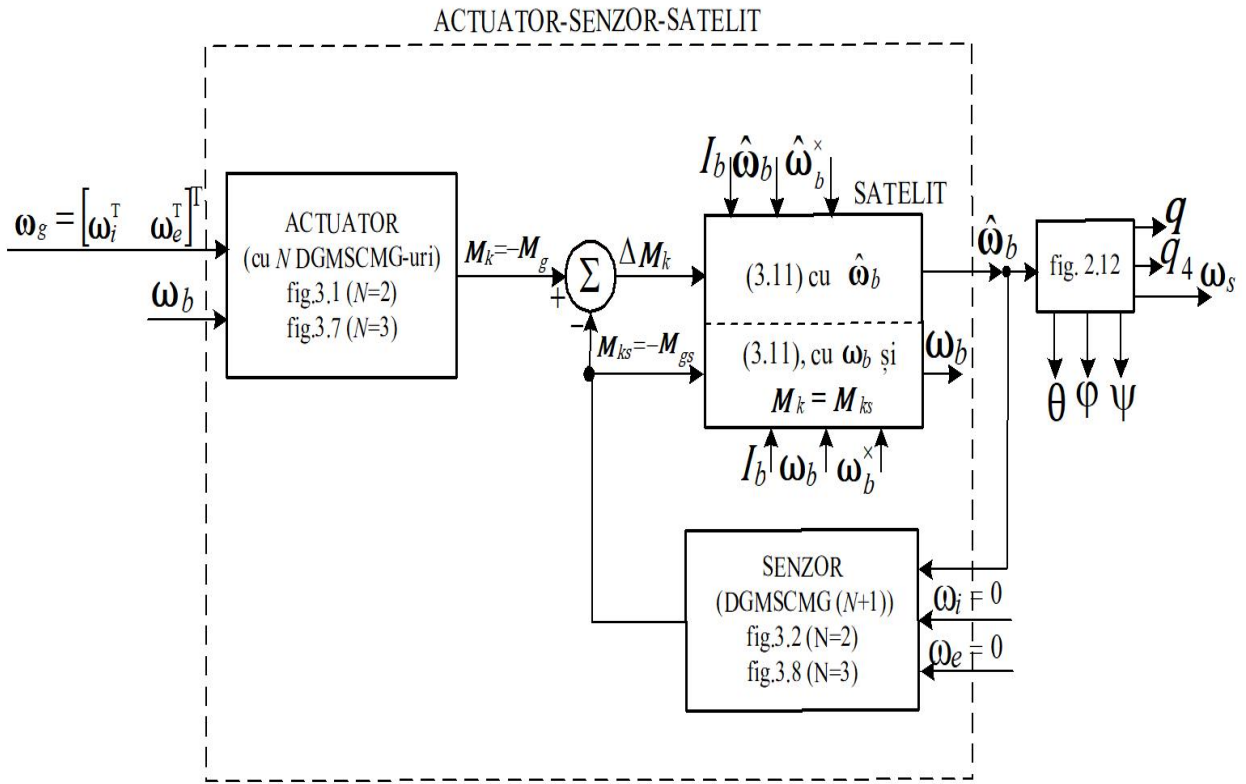 ACTUATOR-SENZOR-SATELIT
ω_g = [ω_i^T ω_e^T]^T
ω_b
ACTUATOR
(cu N DGMSCMG-uri)
fig.3.1 (N=2)
fig.3.7 (N=3)
M_k=–M_g
+
Σ
−
ΔM_k
M_ks=–M_gs
I_b ω̂_b ω̂_b^×
SATELIT
(3.11) cu ω̂_b
(3.11), cu ω_b și
M_k = M_ks
I_b ω_b ω_b^×
ω̂_b
ω_b
fig. 2.12
q
q_4
ω_s
θ φ ψ
SENZOR
(DGMSCMG (N+1))
fig.3.2 (N=2)
fig.3.8 (N=3)
ω_i = 0
ω_e = 0